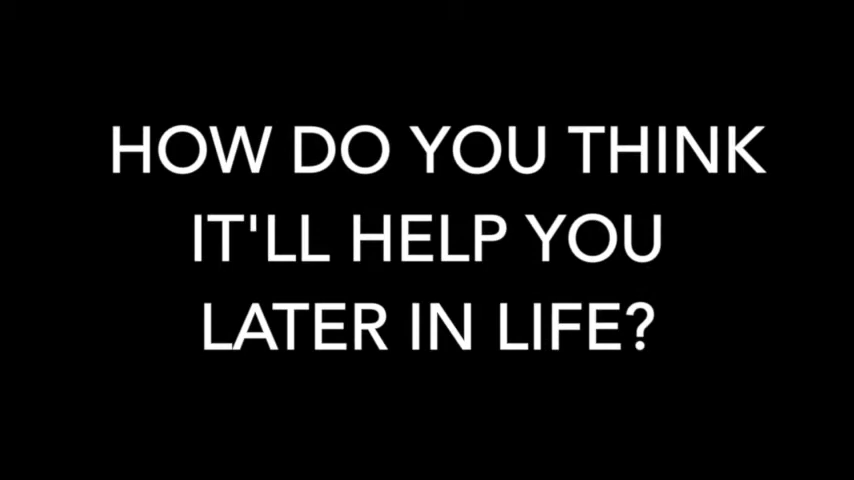 HOW DO YOU THINK
IT'LL HELP YOU
LATER IN LIFE?